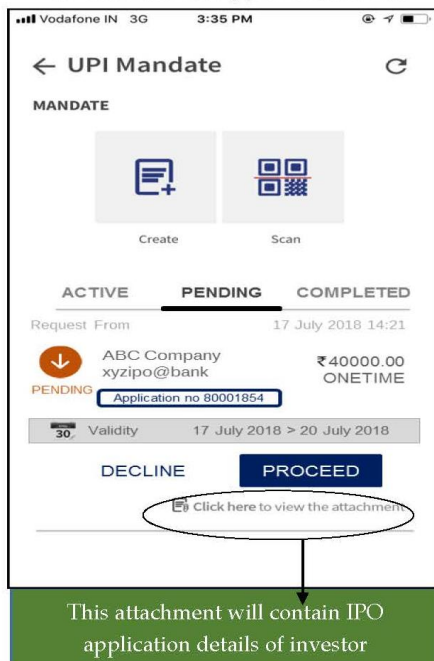 Vodafone IN 3G 3:35 PM
← UPI Mandate
MANDATE
Create Scan
ACTIVE PENDING COMPLETED
Request From 17 July 2018 14:21
ABC Company ₹40000.00
xyzipo@bank ONETIME
PENDING
Application no 80001854
30 Validity 17 July 2018 > 20 July 2018
DECLINE PROCEED
Click here to view the attachment
This attachment will contain IPO
application details of investor